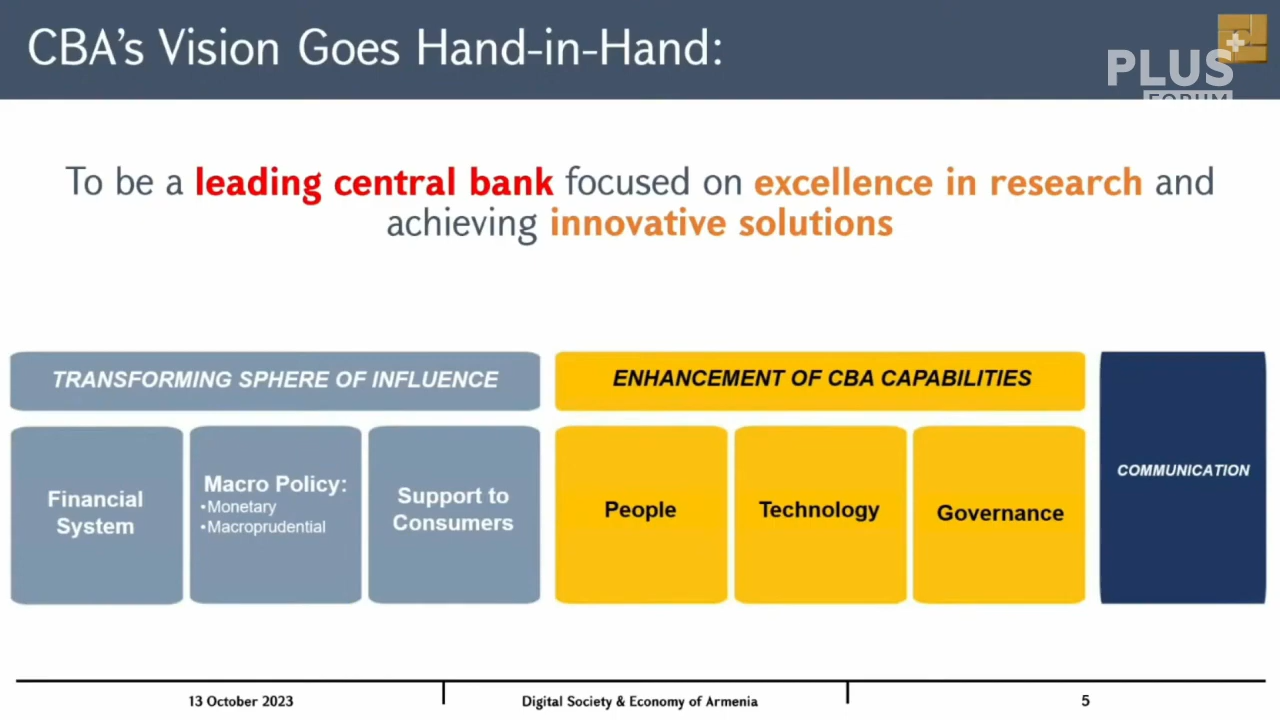 CBA's Vision Goes Hand-in-Hand:
PLUS+
FORUM
To be a leading central bank focused on excellence in research and
achieving innovative solutions
TRANSFORMING SPHERE OF INFLUENCE
Financial
System
Macro Policy:
•Monetary
•Macroprudential
Support to
Consumers
ENHANCEMENT OF CBA CAPABILITIES
People
Technology
Governance
COMMUNICATION
13 October 2023
Digital Society & Economy of Armenia
5